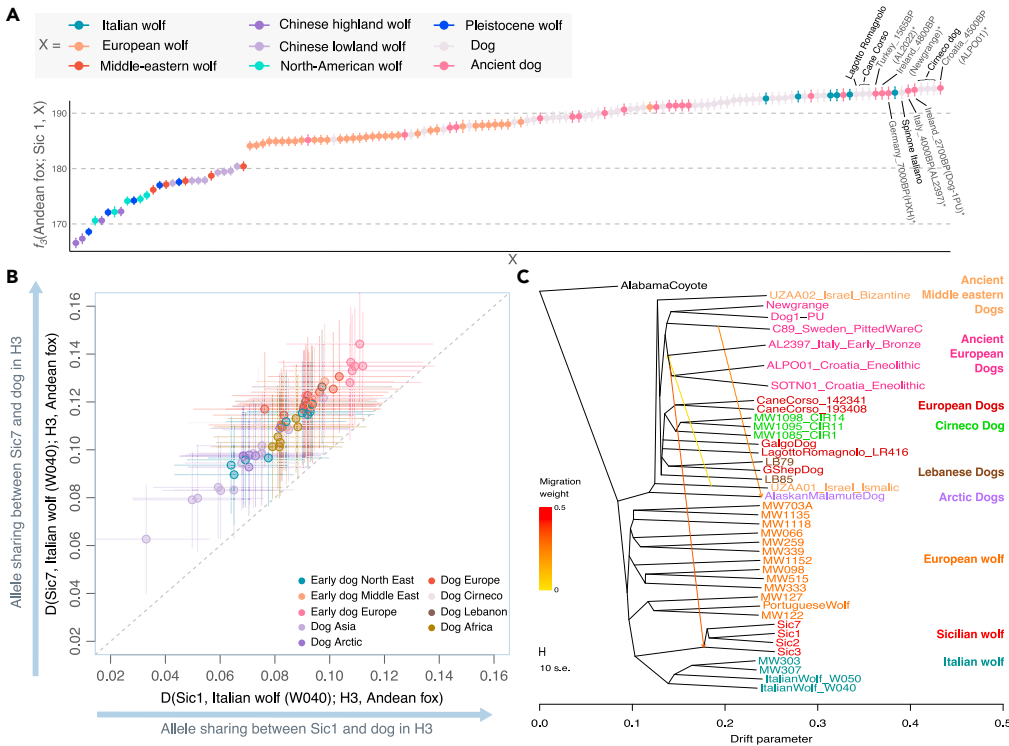 A
X =
Italian wolf
European wolf
Middle-eastern wolf
Chinese highland wolf
Chinese lowland wolf
North-American wolf
Pleistocene wolf
Dog
Ancient dog
f3(Andean fox; Sic 1, X)
190
180
170
X
Lagotto Romagnolo
Cane Corso
Turkey_1565BP
(AL2022)*
Ireland_4800BP
(Newgrange)*
Cirneco dog
Croatia_4500BP
(ALPO01)*
Germany_7000BP(HXH)*
Spinone Italiano
Italy_4000BP(AL2397)*
Ireland_2700BP(Dog-1PU)*
B
Allele sharing between Sic7 and dog in H3
D(Sic7, Italian wolf (W040); H3, Andean fox)
0.16
0.14
0.12
0.10
0.08
0.06
0.04
0.02
Early dog North East
Early dog Middle East
Early dog Europe
Dog Asia
Dog Arctic
Dog Europe
Dog Cirneco
Dog Lebanon
Dog Africa
0.02 0.04 0.06 0.08 0.10 0.12 0.14 0.16
D(Sic1, Italian wolf (W040); H3, Andean fox)
Allele sharing between Sic1 and dog in H3
C
AlabamaCoyote
UZAA02_Israel_Bizantine
Newgrange
Dog1-PU
C89_Sweden_PittedWareC
AL2397_Italy_Early_Bronze
ALPO01_Croatia_Eneolithic
SOTN01_Croatia_Eneolithic
CaneCorso_142341
CaneCorso_193408
MW1098_CIR14
MW1095_CIR11
MW1085_CIR1
GalgoDog
LagottoRomagnolo_LR416
LB79
GShepDog
LB85
UZAA01_Israel_Ismalic
AlaskanMalamuteDog
MW703A
MW1135
MW1118
MW066
MW259
MW339
MW1152
MW098
MW515
MW333
MW127
PortugueseWolf
MW122
Sic7
Sic1
Sic2
Sic3
MW303
MW307
ItalianWolf_W050
ItalianWolf_W040
Ancient
Middle eastern
Dogs
Ancient
European
Dogs
European Dogs
Cirneco Dog
Lebanese Dogs
Arctic Dogs
European wolf
Sicilian wolf
Italian wolf
Migration
weight
0.5
0
10 s.e.
0.0 0.1 0.2 0.3 0.4 0.5
Drift parameter